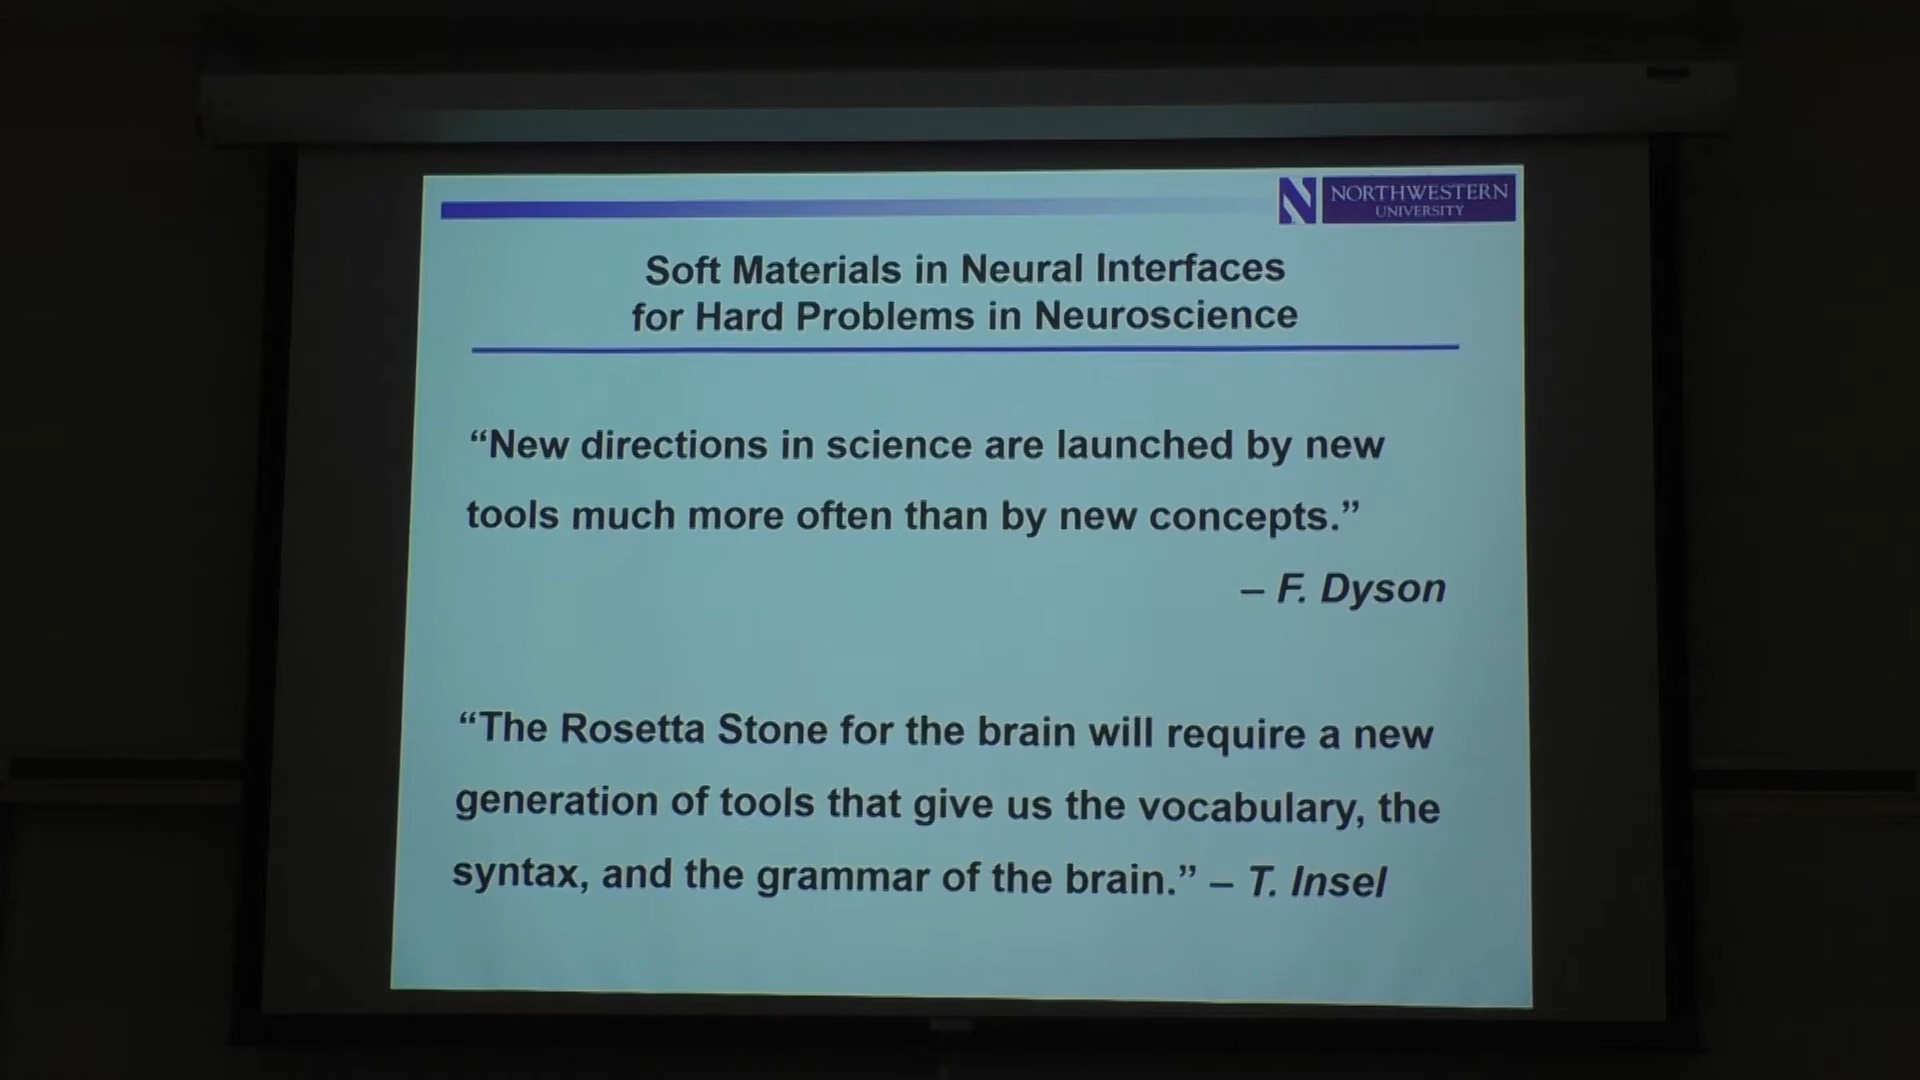 N NORTHWESTERN
UNIVERSITY
Soft Materials in Neural Interfaces
for Hard Problems in Neuroscience
“New directions in science are launched by new
tools much more often than by new concepts.”
– F. Dyson
“The Rosetta Stone for the brain will require a new
generation of tools that give us the vocabulary, the
syntax, and the grammar of the brain.” – T. Insel